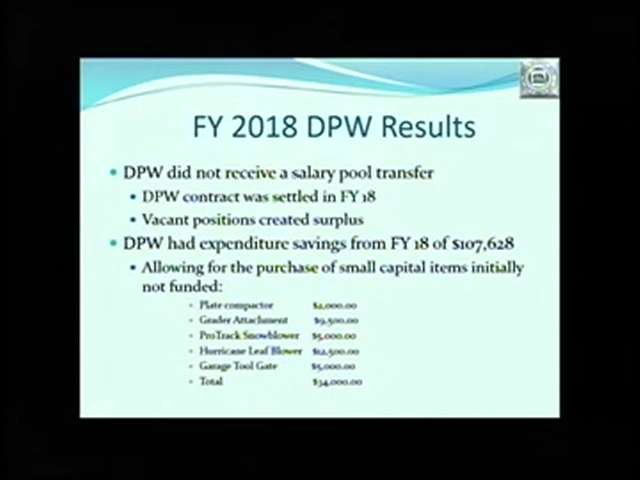 FY 2018 DPW Results
• DPW did not receive a salary pool transfer
• DPW contract was settled in FY 18
• Vacant positions created surplus
• DPW had expenditure savings from FY 18 of $107,628
• Allowing for the purchase of small capital items initially
not funded:
• Plate compactor $2,000.00
• Grader Attachment $9,500.00
• ProTrack Snowblower $5,000.00
• Hurricane Leaf Blower $12,500.00
• Garage Tool Gate $5,000.00
• Total $34,000.00